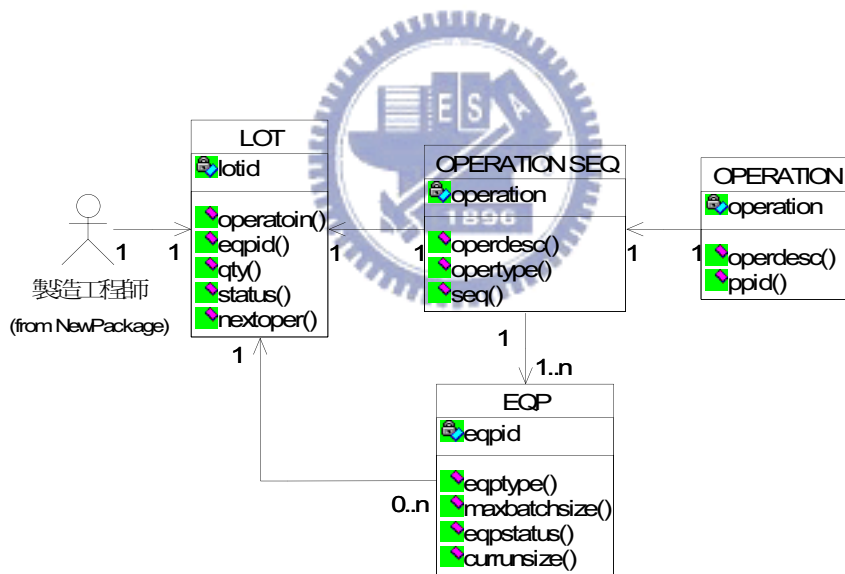 LOT
lotid
operatoin()
eqpid()
qty()
status()
nextoper()
製造工程師
(from NewPackage)
1
1
1
1
1
1
OPERATION SEQ
operation
operdesc()
opertype()
seq()
OPERATION
operation
operdesc()
ppid()
ESA
1896
1
1
1..n
0..n
EQP
eqpid
eqptype()
maxbatchsize()
eqpstatus()
currunsize()